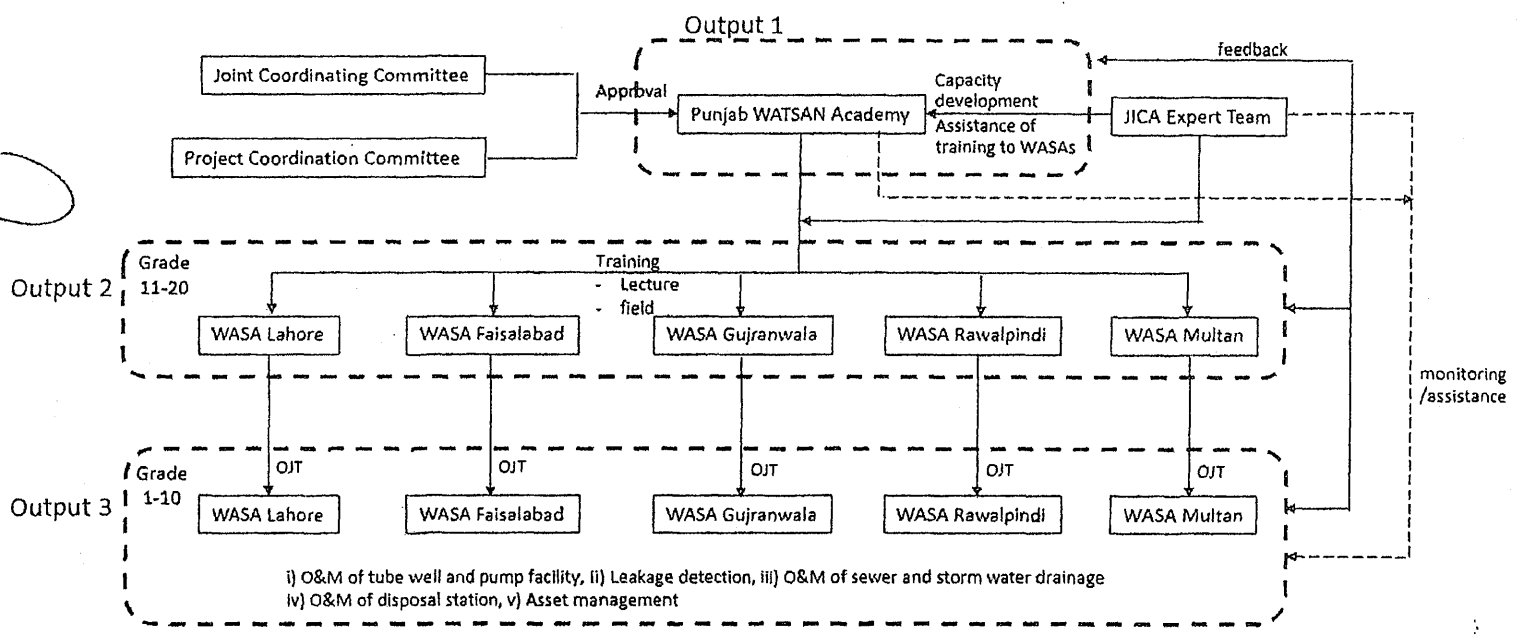 Output 1
feedback
Joint Coordinating Committee
Approval
Punjab WATSAN Academy
Capacity
development
Assistance of
training to WASAs
JICA Expert Team
Project Coordination Committee
Output 2
Grade
11-20
Training
- Lecture
- field
WASA Lahore
WASA Faisalabad
WASA Gujranwala
WASA Rawalpindi
WASA Multan
monitoring
/assistance
Output 3
Grade
1-10
OJT
OJT
OJT
OJT
OJT
WASA Lahore
WASA Faisalabad
WASA Gujranwala
WASA Rawalpindi
WASA Multan
i) O&M of tube well and pump facility, ii) Leakage detection, iii) O&M of sewer and storm water drainage
iv) O&M of disposal station, v) Asset management